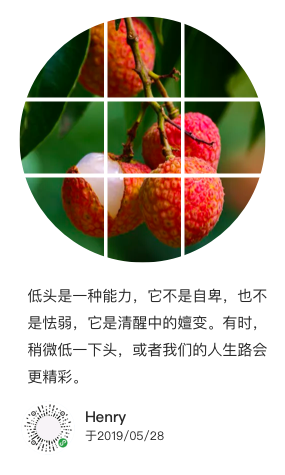 低头是一种能力，它不是自卑，也不
是怯弱，它是清醒中的嬗变。有时，
稍微低一下头，或者我们的人生路会
更精彩。
Henry
于2019/05/28